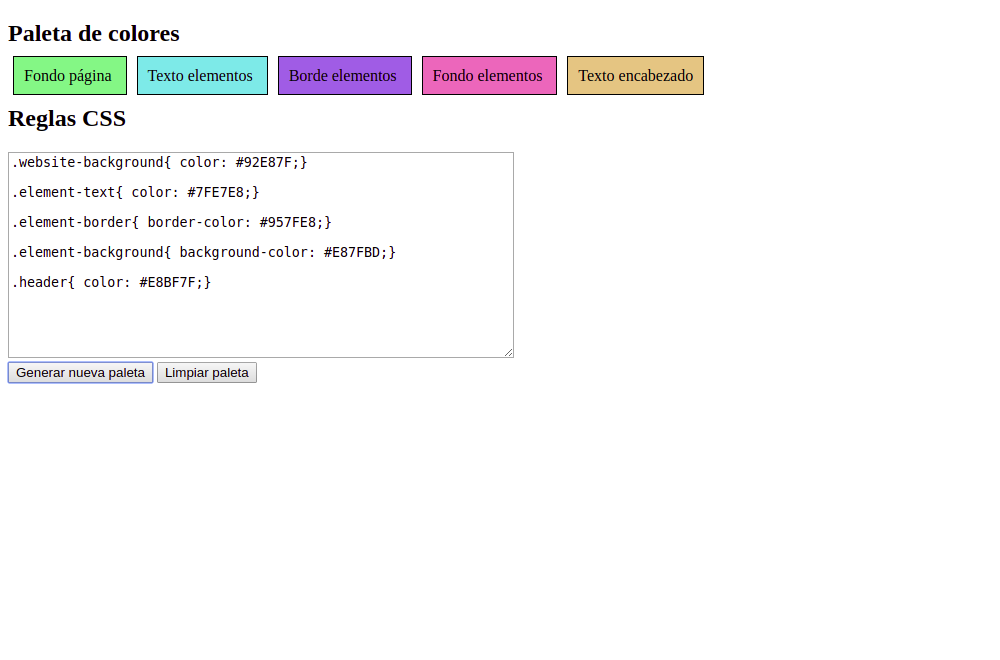 Paleta de colores
Fondo página Texto elementos Borde elementos Fondo elementos Texto encabezado
Reglas CSS
.website-background{ color: #92E87F;}
.element-text{ color: #7FE7E8;}
.element-border{ border-color: #957FE8;}
.element-background{ background-color: #E87FBD;}
.header{ color: #E8BF7F;}
Generar nueva paleta Limpiar paleta